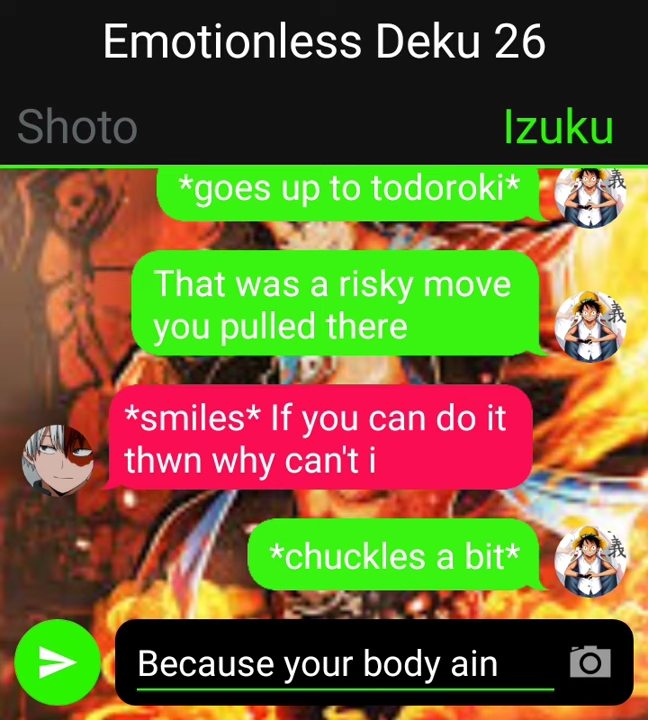 Emotionless Deku 26
Shoto
Izuku
*goes up to todoroki*
That was a risky move
you pulled there
*smiles* If you can do it
thwn why can't i
*chuckles a bit*
Because your body ain